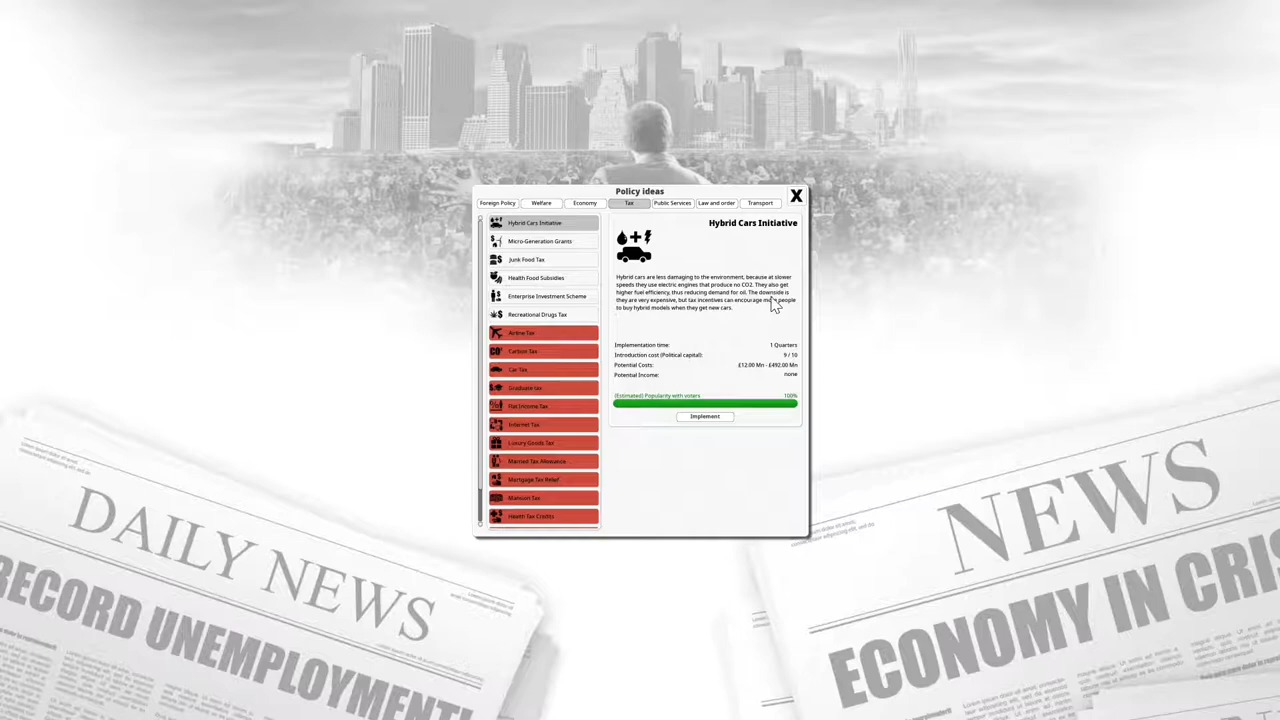 Policy ideas
X
Foreign Policy
Welfare
Economy
Tax
Public Services
Law and order
Transport
Hybrid Cars Initiative
Micro-Generation Grants
Junk Food Tax
Health Food Subsidies
Enterprise Investment Scheme
Recreational Drugs Tax
Airline Tax
Carbon Tax
Car Tax
Graduate tax
Flat Income Tax
Internet Tax
Luxury Goods Tax
Married Tax Allowance
Mortgage Tax Relief
Mansion Tax
Health Tax Credits
Hybrid Cars Initiative
Hybrid cars are less damaging to the environment, because at slower
speeds they use electric engines that produce no CO2. They also get
higher fuel efficiency, thus reducing demand for oil. The downside is
they are very expensive, but tax incentives can encourage more people
to buy hybrid models when they get new cars.
Implementation time: 1 Quarters
Introduction cost (Political capital): 9 / 10
Potential Costs: £12.00 Mn - £492.00 Mn
Potential Income: none
(Estimated) Popularity with voters 100%
Implement
DAILY NEWS
RECORD UNEMPLOYMENT!
NEWS
ECONOMY IN CRIS